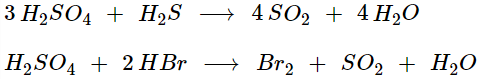 3 H₂SO₄ + H₂S ⟶ 4 SO₂ + 4 H₂O
H₂SO₄ + 2 HBr ⟶ Br₂ + SO₂ + H₂O